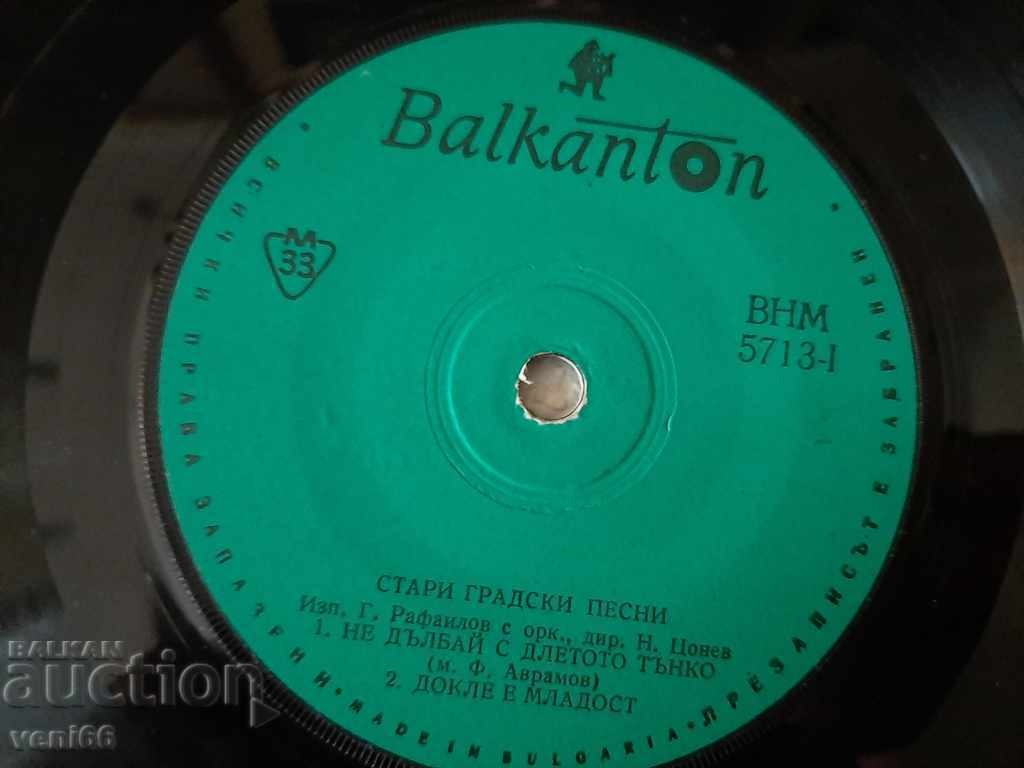 Balkanton
М
33
ВНМ
5713-I
СТАРИ ГРАДСКИ ПЕСНИ
Изп. Г. Рафаилов с орк., дир. Н. Цонев
1. НЕ ДЪЛБАЙ С ДЛЕТОТО ТЪНКО
(м. Ф. Аврамов)
2. ДОКЛЕ Е МЛАДОСТ
• ВСИЧКИ ПРАВА ЗАПАЗЕНИ • MADE IN BULGARIA • ПРЕЗАПИСЪТ Е ЗАБРАНЕН •
BALKAN
auction
veni66